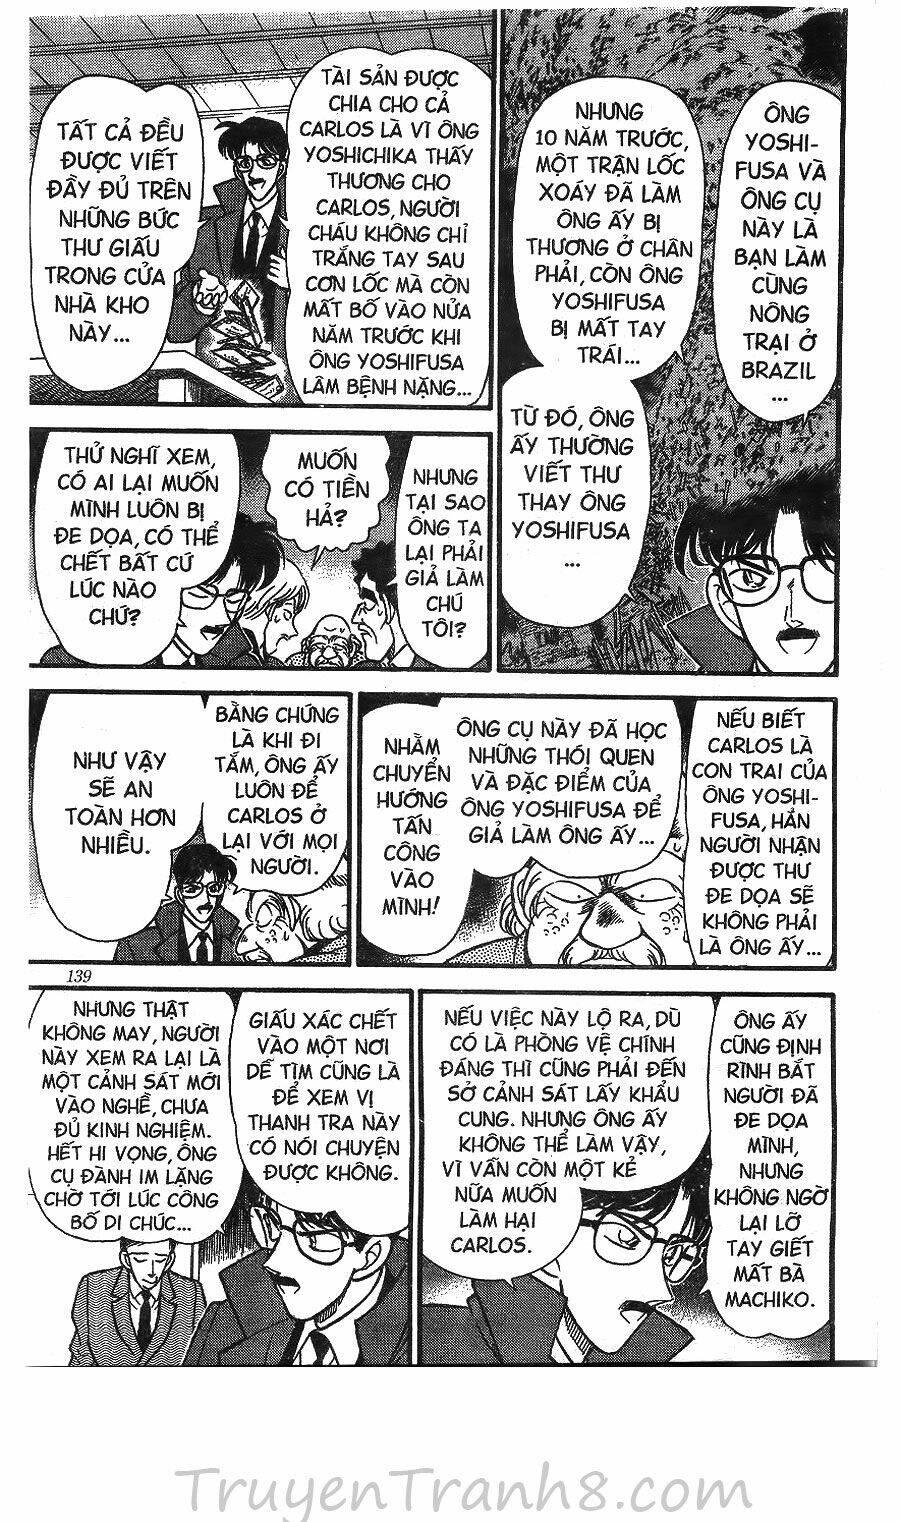 ÔNG
YOSHI-
FUSA VÀ
ÔNG CỤ
NÀY LÀ
BẠN LÀM
CÙNG
NÔNG
TRẠI Ở
BRAZIL
...
NHƯNG
10 NĂM TRƯỚC,
MỘT TRẬN LỐC
XOÁY ĐÃ LÀM
ÔNG ẤY BỊ
THƯƠNG Ở CHÂN
PHẢI, CÒN ÔNG
YOSHIFUSA
BỊ MẤT TAY
TRÁI...
TỪ ĐÓ, ÔNG
ẤY THƯỜNG
VIẾT THƯ
THAY ÔNG
YOSHIFUSA
...
TÀI SẢN ĐƯỢC
CHIA CHO CẢ
CARLOS LÀ VÌ ÔNG
YOSHICHIKA THẤY
THƯƠNG CHO
CARLOS, NGƯỜI
CHÁU KHÔNG CHỈ
TRẮNG TAY SAU
CƠN LỐC MÀ CÒN
MẤT BỐ VÀO NỬA
NĂM TRƯỚC KHI
ÔNG YOSHIFUSA
LÂM BỆNH NẶNG...
TẤT CẢ ĐỀU
ĐƯỢC VIẾT
ĐẦY ĐỦ TRÊN
NHỮNG BỨC
THƯ GIẤU
TRONG CỬA
NHÀ KHO
NÀY...
NHƯNG
TẠI SAO
ÔNG TA
LẠI PHẢI
GIẢ LÀM
CHÚ
TÔI?
MUỐN
CÓ TIỀN
HẢ?
THỬ NGHĨ XEM,
CÓ AI LẠI MUỐN
MÌNH LUÔN BỊ
ĐE DỌA, CÓ THỂ
CHẾT BẤT CỨ
LÚC NÀO
CHỨ?
NẾU BIẾT
CARLOS LÀ
CON TRAI CỦA
ÔNG YOSHI-
FUSA, HẲN
NGƯỜI NHẬN
ĐƯỢC THƯ
ĐE DỌA SẼ
KHÔNG PHẢI
LÀ ÔNG ẤY...
ÔNG CỤ NÀY ĐÃ HỌC
NHỮNG THÓI QUEN
VÀ ĐẶC ĐIỂM CỦA
ÔNG YOSHIFUSA ĐỂ
GIẢ LÀM ÔNG ẤY...
NHẰM
CHUYỂN
HƯỚNG
TẤN
CÔNG
VÀO
MÌNH!
BẰNG CHỨNG
LÀ KHI ĐI
TẮM, ÔNG ẤY
LUÔN ĐỂ
CARLOS Ở
LẠI VỚI MỌI
NGƯỜI.
NHƯ VẬY
SẼ AN
TOÀN HƠN
NHIỀU.
139
ÔNG ẤY
CŨNG ĐỊNH
RÌNH BẮT
NGƯỜI ĐÃ
ĐE DỌA
MÌNH,
NHƯNG
KHÔNG NGỜ
LẠI LỠ
TAY GIẾT
MẤT BÀ
MACHIKO.
NẾU VIỆC NÀY LỘ RA, DÙ
CÓ LÀ PHÒNG VỆ CHÍNH
ĐÁNG THÌ CŨNG PHẢI ĐẾN
SỞ CẢNH SÁT LẤY KHẨU
CUNG. NHƯNG ÔNG ẤY
KHÔNG THỂ LÀM VẬY,
VÌ VẪN CÒN MỘT KẺ
NỮA MUỐN
LÀM HẠI
CARLOS.
GIẤU XÁC CHẾT
VÀO MỘT NƠI
DỄ TÌM CŨNG LÀ
ĐỂ XEM VỊ
THANH TRA NÀY
CÓ NÓI CHUYỆN
ĐƯỢC KHÔNG.
NHƯNG THẬT
KHÔNG MAY, NGƯỜI
NÀY XEM RA LẠI LÀ
MỘT CẢNH SÁT MỚI
VÀO NGHỀ, CHƯA
ĐỦ KINH NGHIỆM.
HẾT HI VỌNG, ÔNG
CỤ ĐÀNH IM LẶNG
CHỜ TỚI LÚC CÔNG
BỐ DI CHÚC...
TruyenTranh8.com